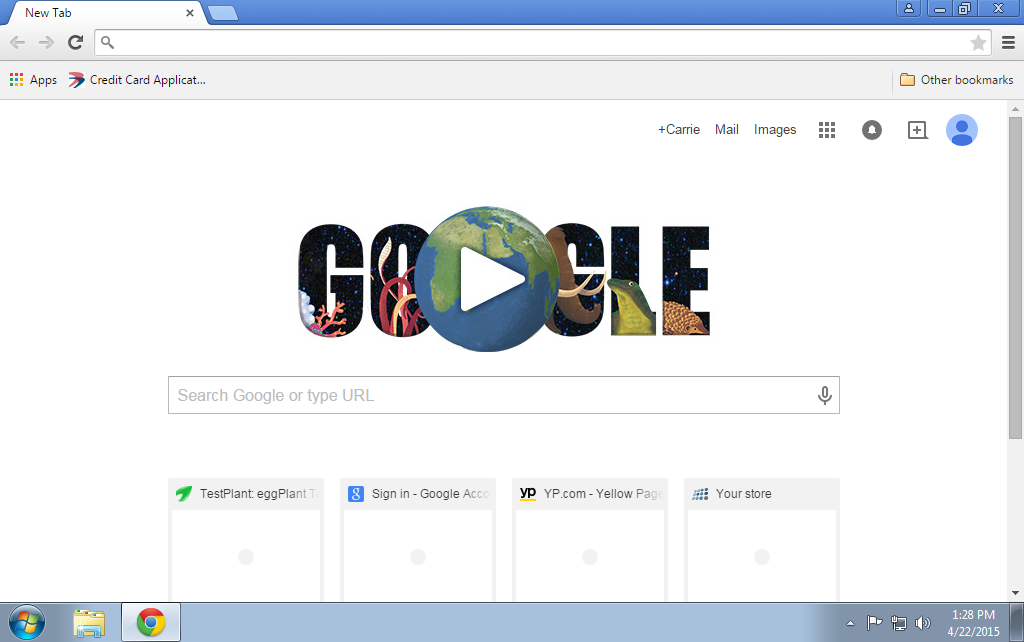 New Tab
Apps
Credit Card Applicat...
Other bookmarks
+Carrie
Mail
Images
GOOGLE
Search Google or type URL
TestPlant: eggPlant
Sign in - Google Acco
yp
YP.com - Yellow Page
Your store
1:28 PM
4/22/2015